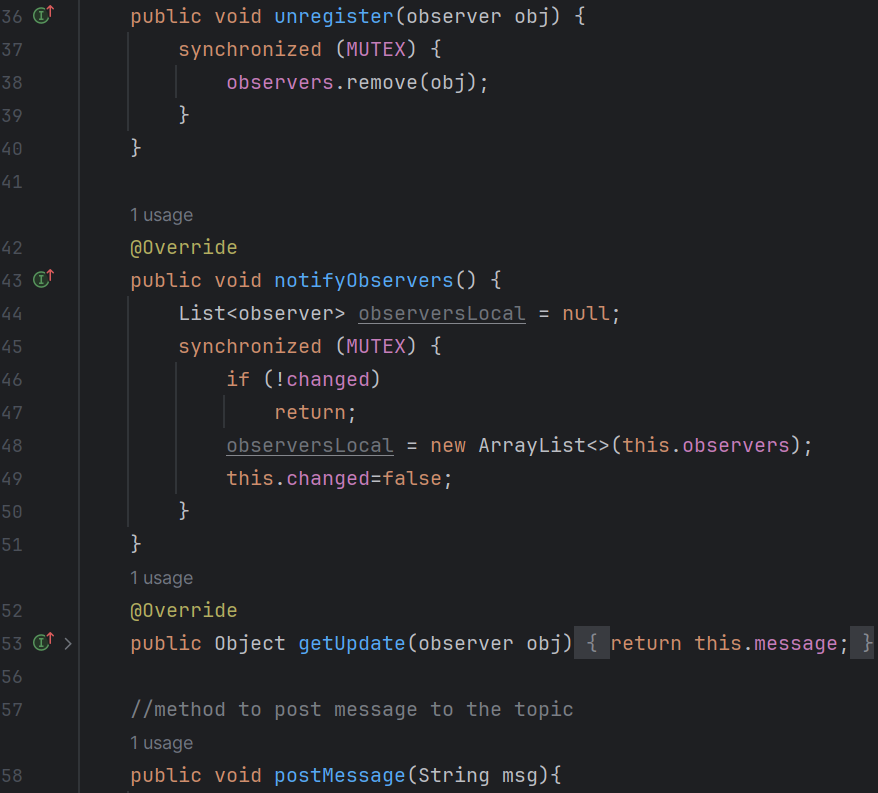 36 public void unregister(observer obj) {
37 synchronized (MUTEX) {
38 observers.remove(obj);
39 }
40 }
41
1 usage
42 @Override
43 public void notifyObservers() {
44 List<observer> observersLocal = null;
45 synchronized (MUTEX) {
46 if (!changed)
47 return;
48 observersLocal = new ArrayList<>(this.observers);
49 this.changed=false;
50 }
51 }
1 usage
52 @Override
53 public Object getUpdate(observer obj) { return this.message; }
56
57 //method to post message to the topic
1 usage
58 public void postMessage(String msg){